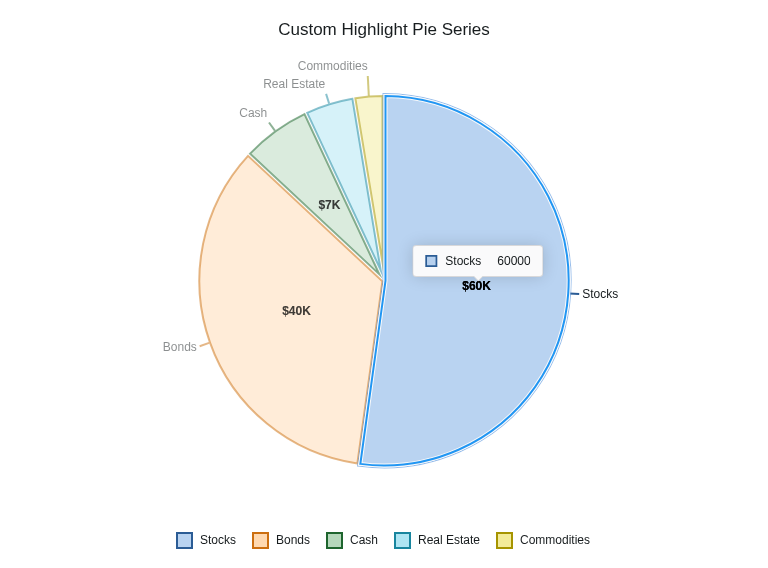 Custom Highlight Pie Series
Commodities
Real Estate
Cash
$7K
Stocks 60000
$60K
Stocks
$40K
Bonds
Stocks Bonds Cash Real Estate Commodities